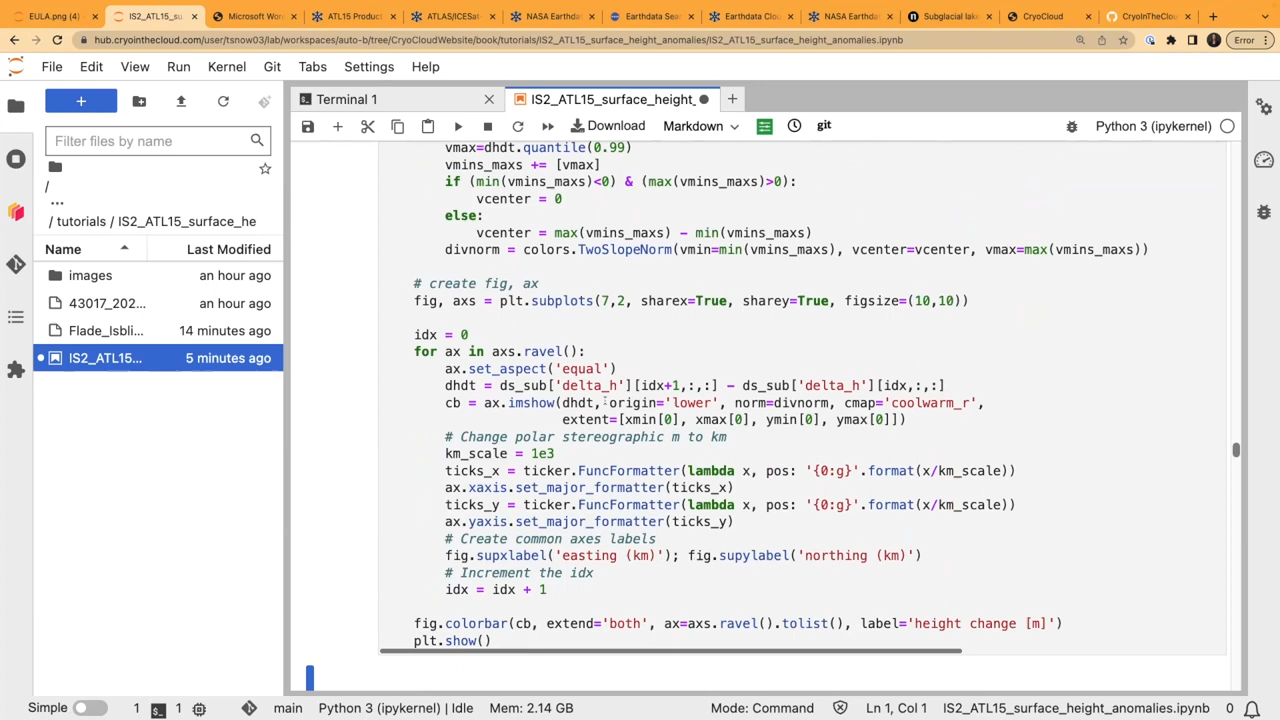 EULA.png (4)
IS2_ATL15_su
Microsoft Wor
ATL15 Produc
ATLAS/ICESat
NASA Earthda
Earthdata Sea
Earthdata Clou
NASA Earthda
Subglacial lake
CryoCloud
CryoInTheClou
hub.cryointhecloud.com/user/tsnow03/lab/workspaces/auto-b/tree/CryoCloudWebsite/book/tutorials/IS2_ATL15_surface_height_anomalies/IS2_ATL15_surface_height_anomalies.ipynb
Error
File Edit View Run Kernel Git Tabs Settings Help
Terminal 1
IS2_ATL15_surface_height_
Download
Markdown
git
Python 3 (ipykernel)
Filter files by name
/
...
/ tutorials / IS2_ATL15_surface_he
Name Last Modified
images an hour ago
43017_202... an hour ago
Flade_Isbli... 14 minutes ago
IS2_ATL15... 5 minutes ago
vmax=dhdt.quantile(0.99)
vmins_maxs += [vmax]
if (min(vmins_maxs)<0) & (max(vmins_maxs)>0):
vcenter = 0
else:
vcenter = max(vmins_maxs) - min(vmins_maxs)
divnorm = colors.TwoSlopeNorm(vmin=min(vmins_maxs), vcenter=vcenter, vmax=max(vmins_maxs))
# create fig, ax
fig, axs = plt.subplots(7,2, sharex=True, sharey=True, figsize=(10,10))
idx = 0
for ax in axs.ravel():
ax.set_aspect('equal')
dhdt = ds_sub['delta_h'][idx+1,:,:] - ds_sub['delta_h'][idx,:,:]
cb = ax.imshow(dhdt, origin='lower', norm=divnorm, cmap='coolwarm_r',
extent=[xmin[0], xmax[0], ymin[0], ymax[0]])
# Change polar stereographic m to km
km_scale = 1e3
ticks_x = ticker.FuncFormatter(lambda x, pos: '{0:g}'.format(x/km_scale))
ax.xaxis.set_major_formatter(ticks_x)
ticks_y = ticker.FuncFormatter(lambda x, pos: '{0:g}'.format(x/km_scale))
ax.yaxis.set_major_formatter(ticks_y)
# Create common axes labels
fig.supxlabel('easting (km)'); fig.supylabel('northing (km)')
# Increment the idx
idx = idx + 1
fig.colorbar(cb, extend='both', ax=axs.ravel().tolist(), label='height change [m]')
plt.show()
Simple 1 1 main Python 3 (ipykernel) | Idle Mem: 2.14 GB Mode: Command Ln 1, Col 1 IS2_ATL15_surface_height_anomalies.ipynb 0